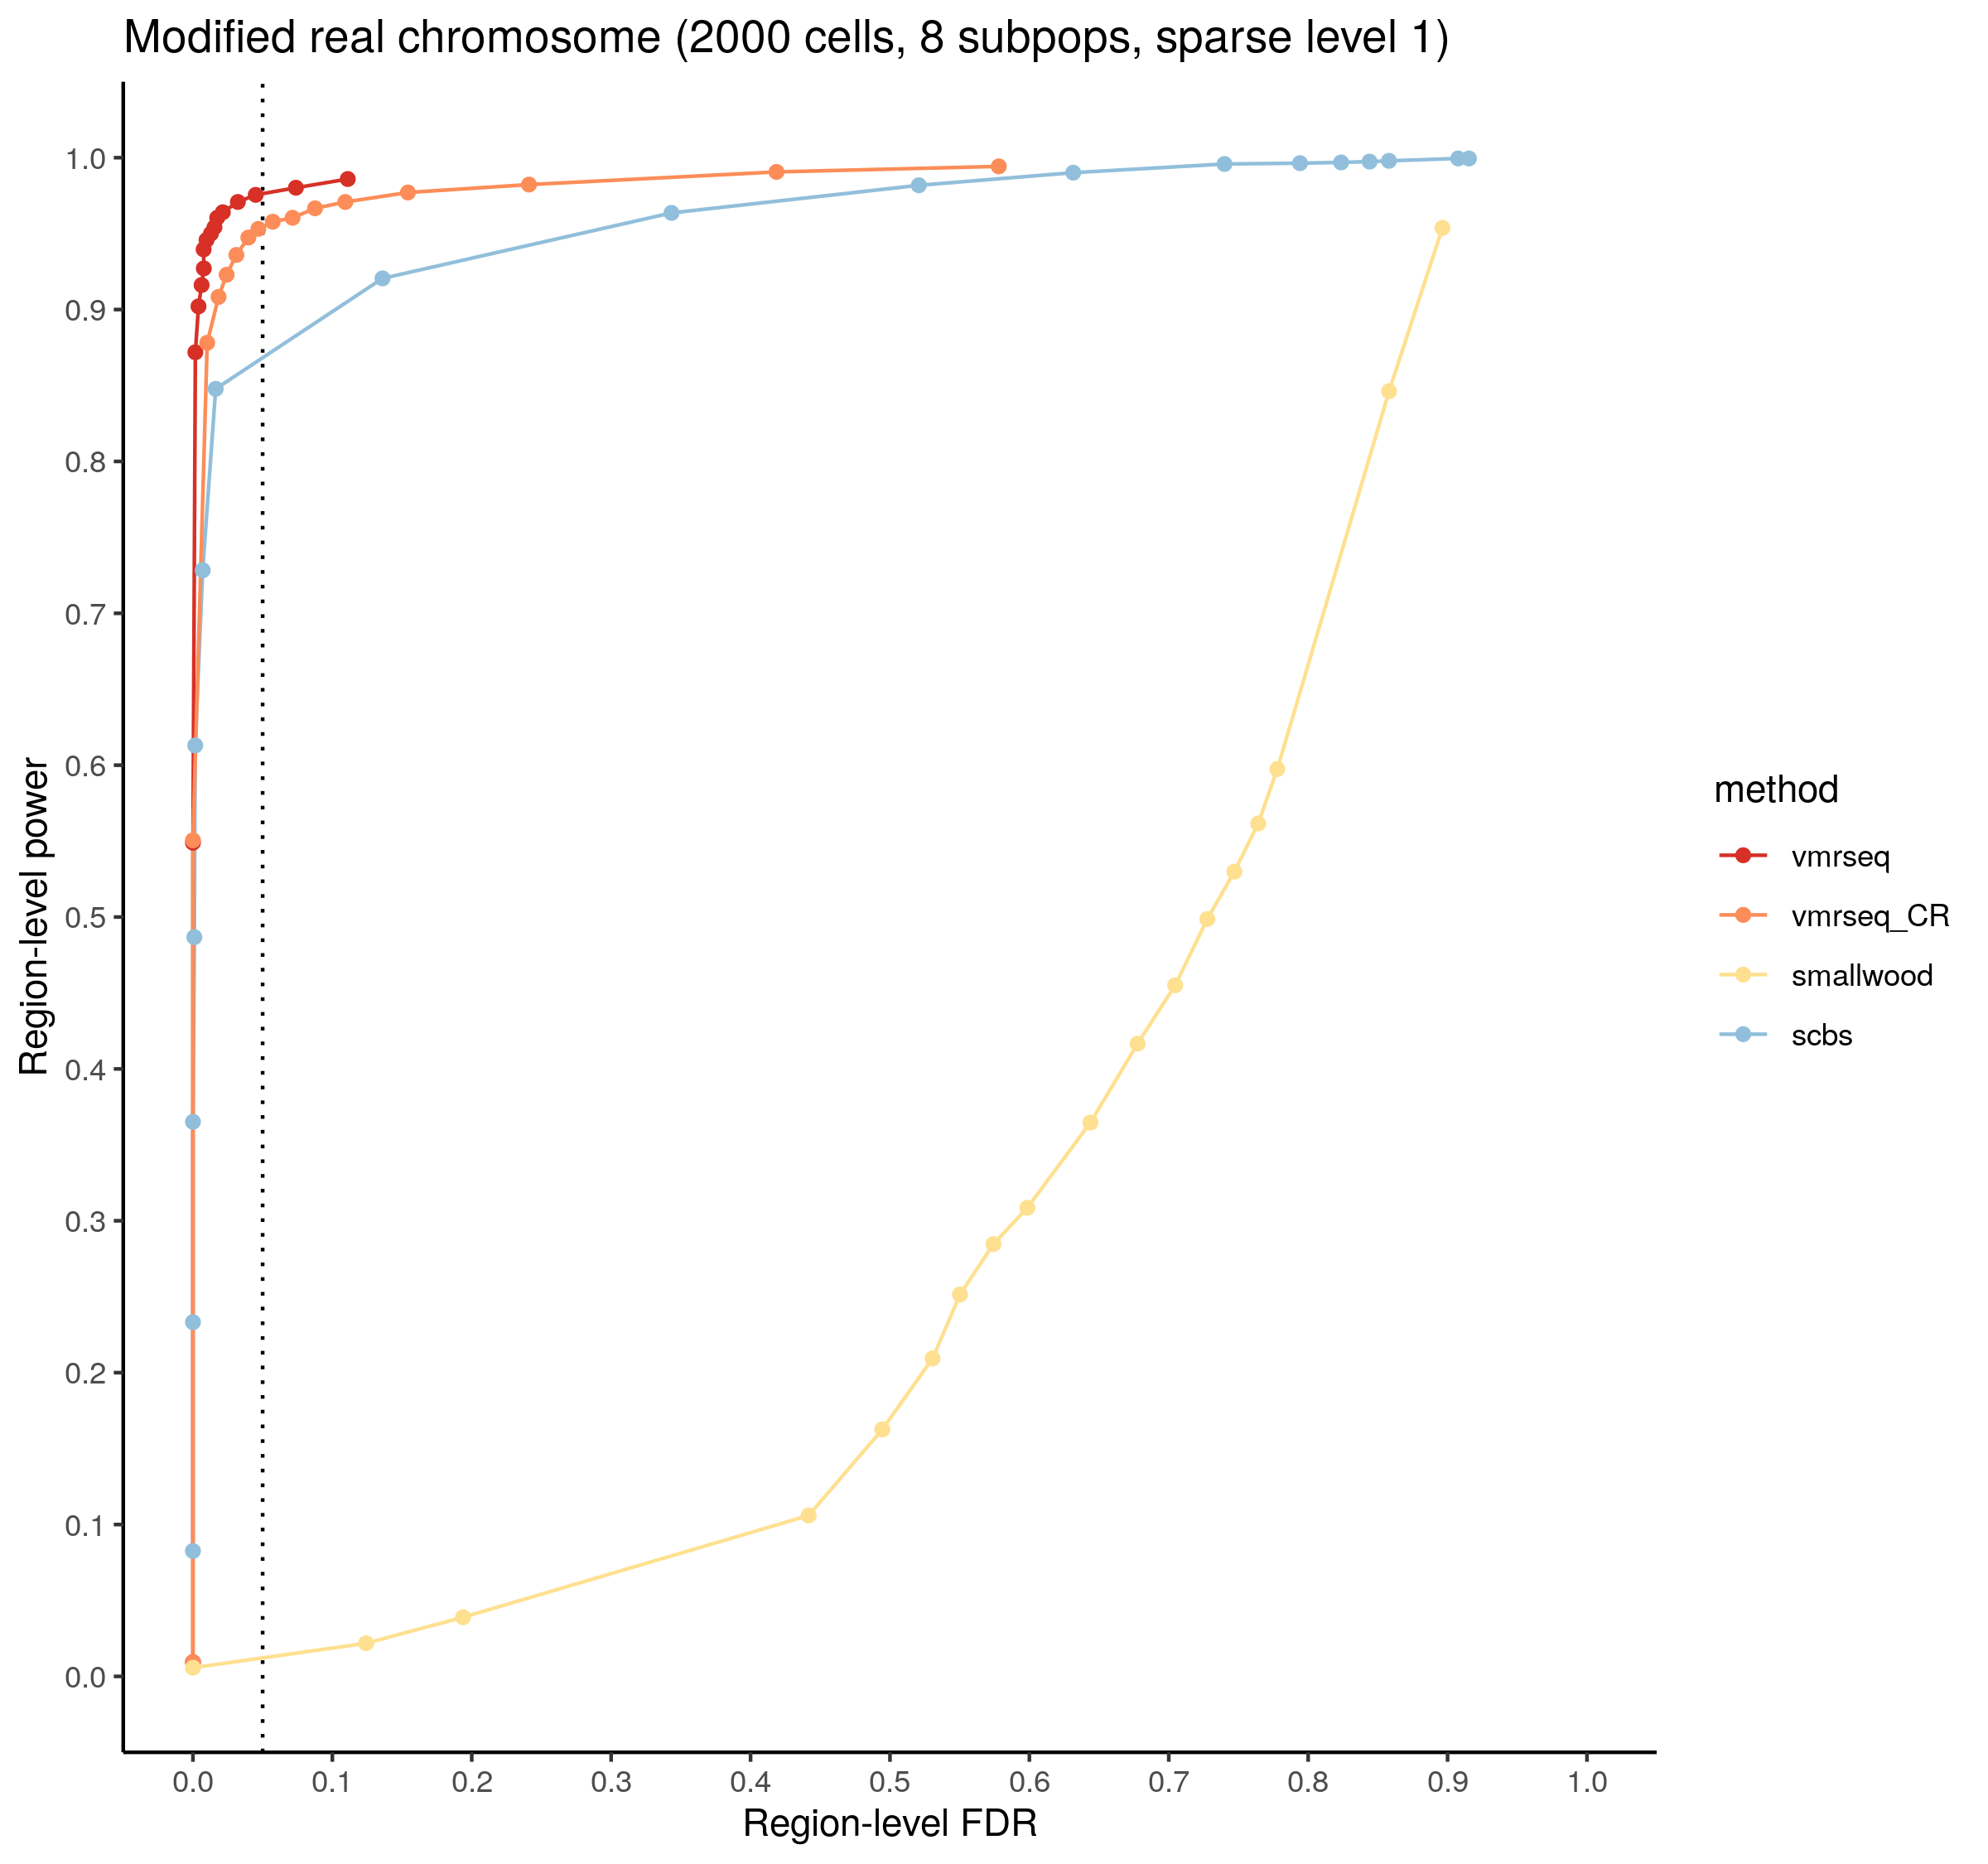 Modified real chromosome (2000 cells, 8 subpops, sparse level 1)
Region-level power
1.0
0.9
0.8
0.7
0.6
0.5
0.4
0.3
0.2
0.1
0.0
0.0 0.1 0.2 0.3 0.4 0.5 0.6 0.7 0.8 0.9 1.0
Region-level FDR
method
vmrseq
vmrseq_CR
smallwood
scbs